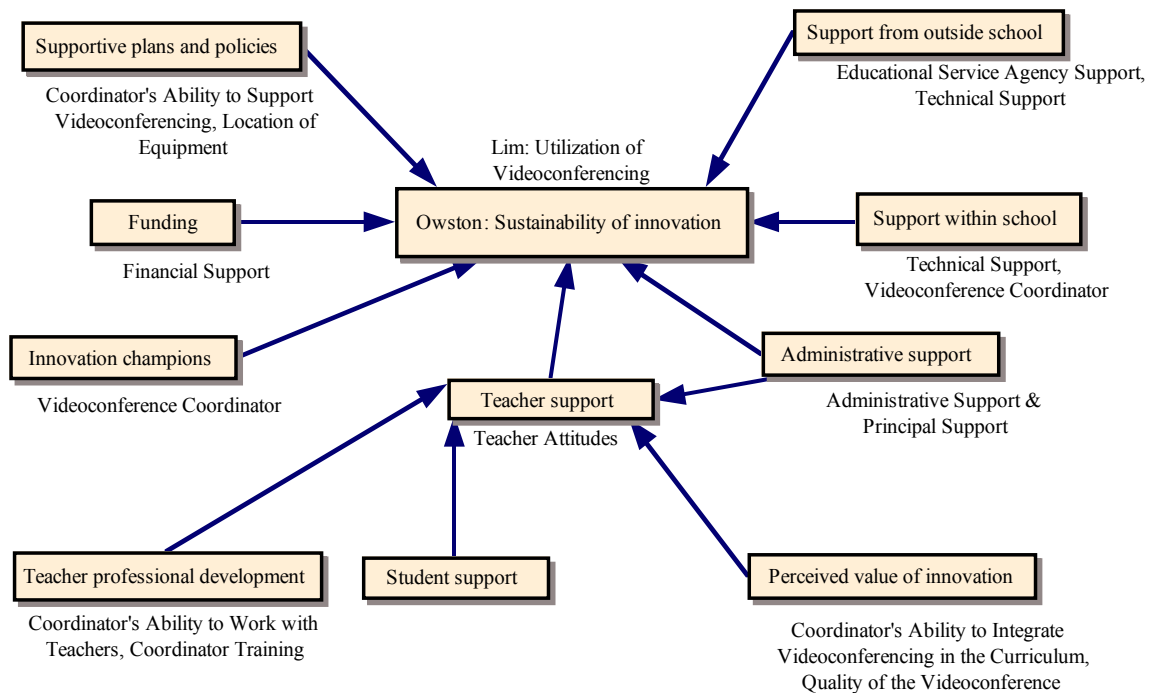 Supportive plans and policies
Coordinator's Ability to Support
Videoconferencing, Location of
Equipment
Support from outside school
Educational Service Agency Support,
Technical Support
Lim: Utilization of
Videoconferencing
Owston: Sustainability of innovation
Funding
Financial Support
Support within school
Technical Support,
Videoconference Coordinator
Innovation champions
Videoconference Coordinator
Administrative support
Administrative Support &
Principal Support
Teacher support
Teacher Attitudes
Teacher professional development
Coordinator's Ability to Work with
Teachers, Coordinator Training
Student support
Perceived value of innovation
Coordinator's Ability to Integrate
Videoconferencing in the Curriculum,
Quality of the Videoconference